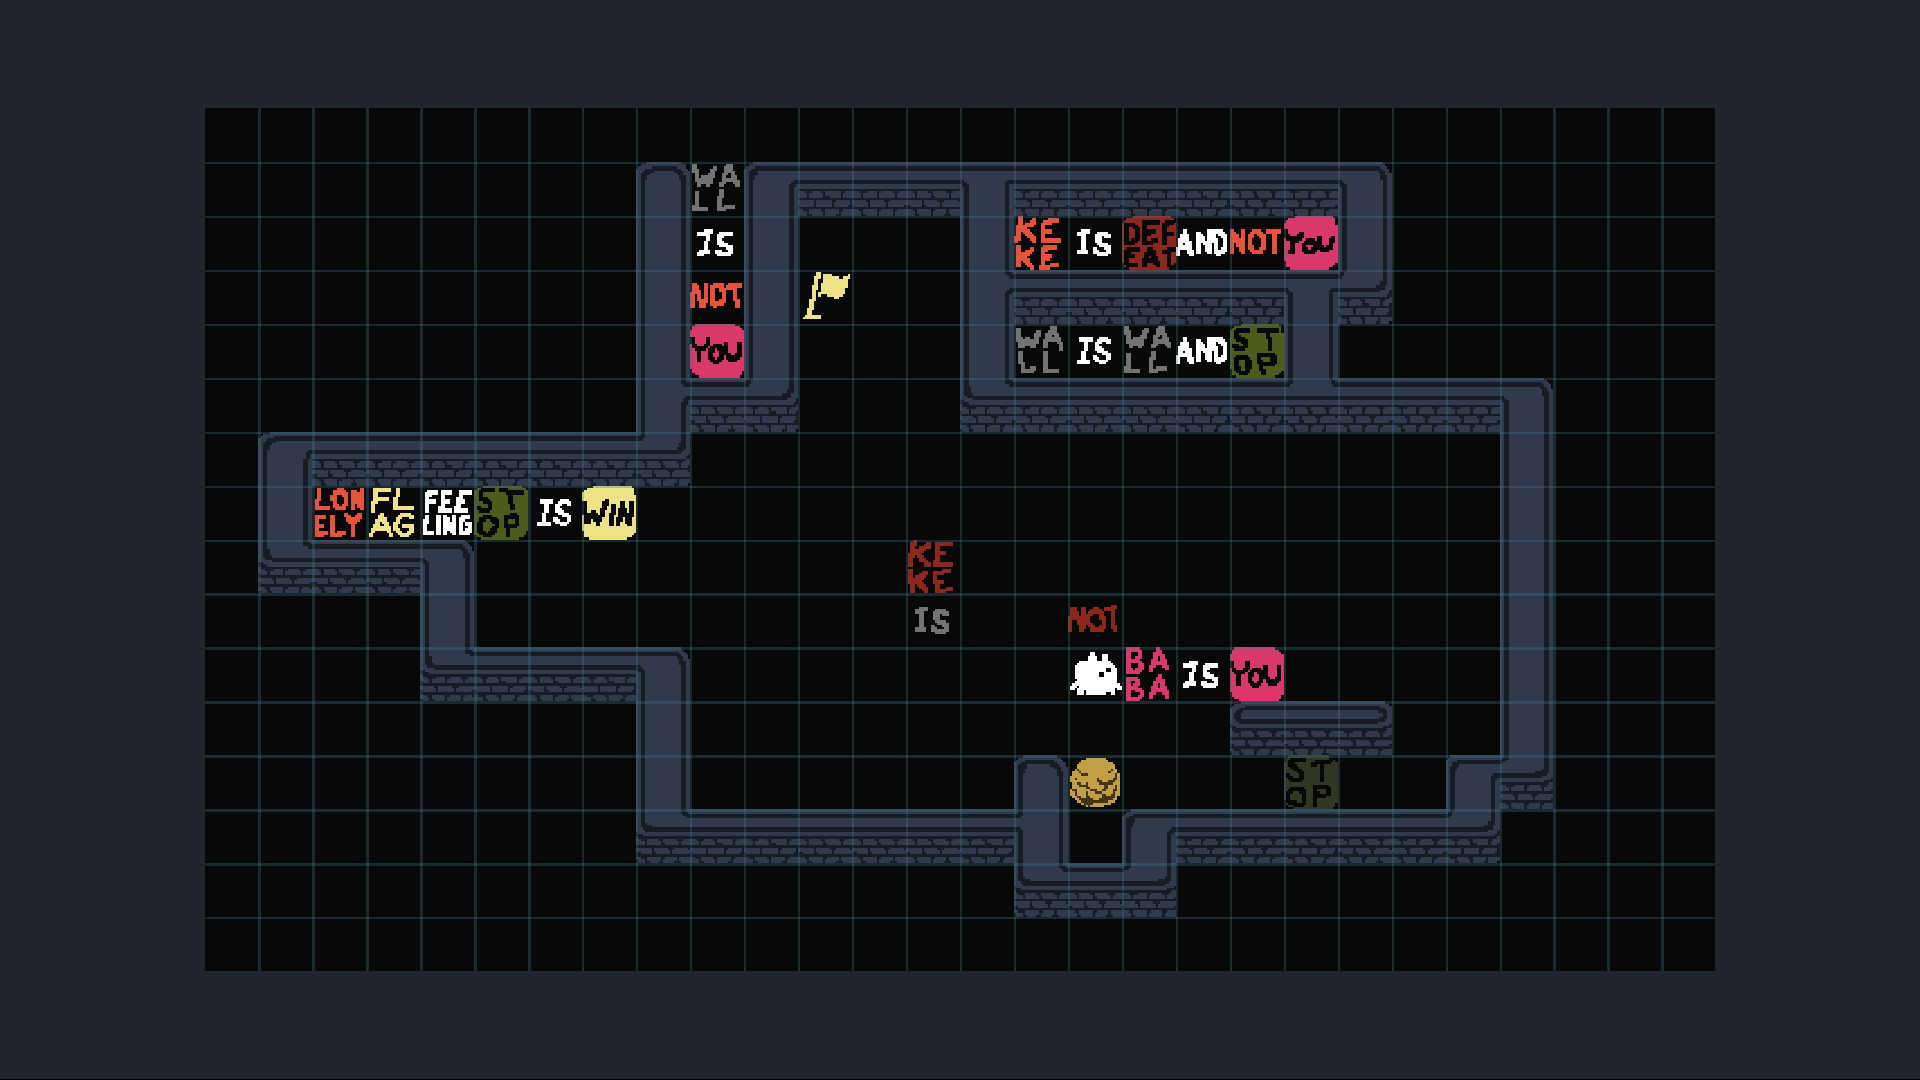 WALL
IS
NOT
YOU
KEKE IS DEFEAT AND NOT YOU
WALL IS WALL AND STOP
LONELY FLAG FEELING STOP IS WIN
KEKE
IS
NOT
BABA IS YOU
STOP